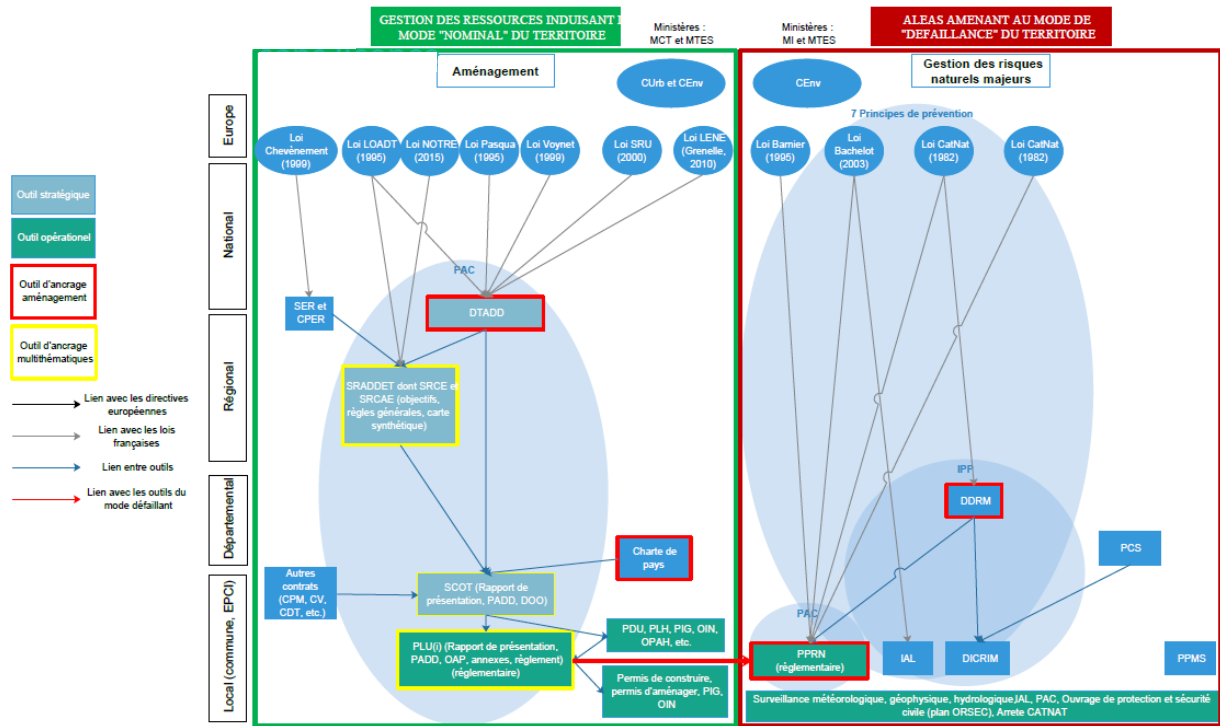 GESTION DES RESSOURCES INDUISANT
MODE "NOMINAL" DU TERRITOIRE
Ministères :
MCT et MTES
Ministères :
MI et MTES
ALEAS AMENANT AU MODE DE
"DEFAILLANCE" DU TERRITOIRE
Aménagement
CUrb et CEnv
CEnv
Gestion des risques
naturels majeurs
7 Principes de prévention
Europe
National
Régional
Départemental
Local (commune, EPCI)
Loi
Chevènement
(1999)
Loi LOADT
(1995)
Loi NOTRE
(2015)
Loi Pasqua
(1995)
Loi Voynet
(1999)
Loi SRU
(2000)
Loi LENE
(Grenelle,
2010)
Loi Barnier
(1995)
Loi
Bachelot
(2003)
Loi CatNat
(1982)
Loi CatNat
(1982)
Outil stratégique
Outil opérationel
Outil d'ancrage
aménagement
Outil d'ancrage
multithématiques
Lien avec les directives
européennes
Lien avec les lois
françaises
Lien entre outils
Lien avec les outils du
mode défaillant
PAC
SER et
CPER
DTADD
SRADDET dont SRCE et
SRCAE (objectifs,
règles générales, carte
synthétique)
IPP
DDRM
PCS
Charte de
pays
Autres
contrats
(CPM, CV,
CDT, etc.)
SCOT (Rapport de
présentation, PADD, DOO)
PAC
PDU, PLH, PIG, OIN,
OPAH, etc.
PLU(i) (Rapport de présentation,
PADD, OAP, annexes, règlement)
(réglementaire)
Permis de construire,
permis d'aménager, PIG,
OIN
PPRN
(règlementaire)
IAL
DICRIM
PPMS
Surveillance météorologique, géophysique, hydrologique,IAL, PAC, Ouvrage de protection et sécurité
civile (plan ORSEC), Arrete CATNAT